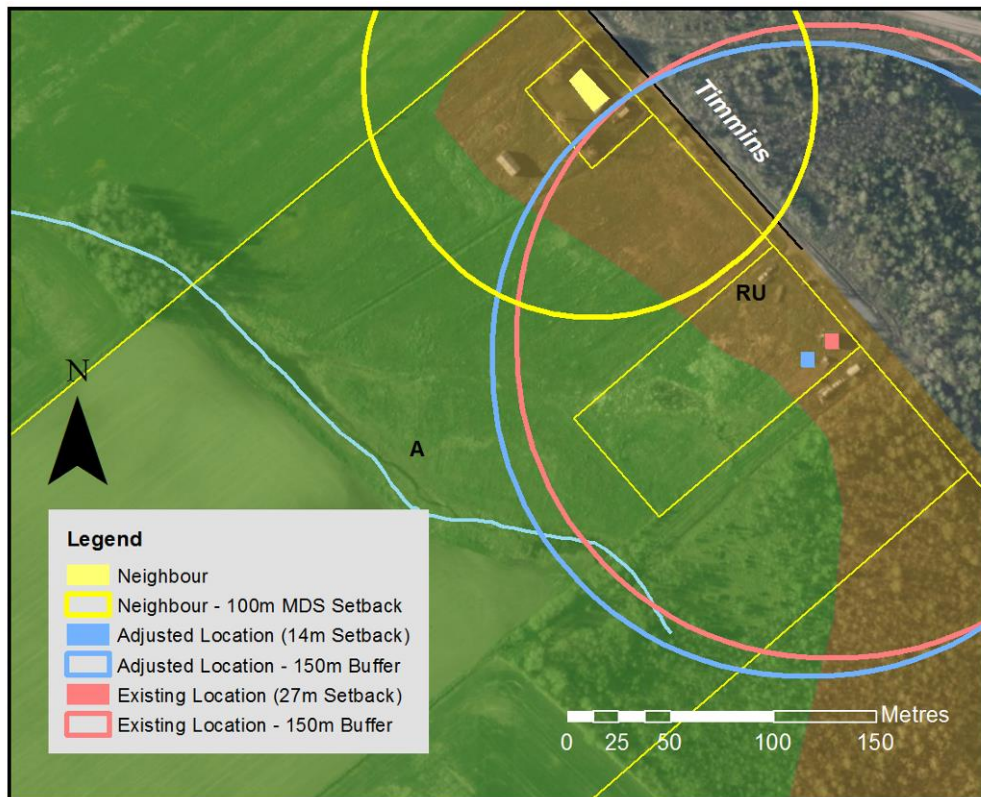 Timmins
RU
N
A
Legend
Neighbour
Neighbour - 100m MDS Setback
Adjusted Location (14m Setback)
Adjusted Location - 150m Buffer
Existing Location (27m Setback)
Existing Location - 150m Buffer
Metres
0 25 50 100 150